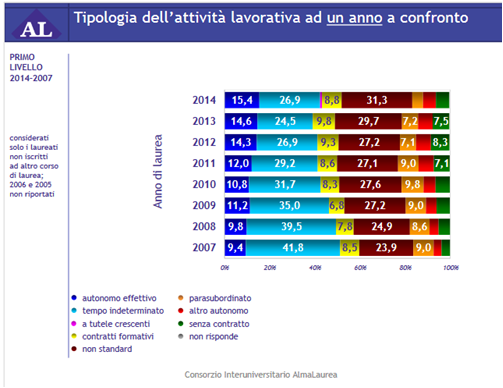 AL
Tipologia dell'attività lavorativa ad un anno a confronto
PRIMO
LIVELLO
2014-2007
considerati
solo i laureati
non iscritti
ad altro corso
di laurea;
2006 e 2005
non riportati
Anno di laurea
2014 15,4 26,9 8,8 31,3
2013 14,6 24,5 9,8 29,7 7,2 7,5
2012 14,3 26,9 9,3 27,2 7,1 8,3
2011 12,0 29,2 8,6 27,1 9,0 7,1
2010 10,8 31,7 8,3 27,6 9,8
2009 11,2 35,0 6,8 27,2 9,0
2008 9,8 39,5 7,8 24,9 8,6
2007 9,4 41,8 8,5 23,9 9,0
0% 20% 40% 60% 80% 100%
autonomo effettivo
tempo indeterminato
a tutele crescenti
contratti formativi
non standard
parasubordinato
altro autonomo
senza contratto
non risponde
Consorzio Interuniversitario AlmaLaurea